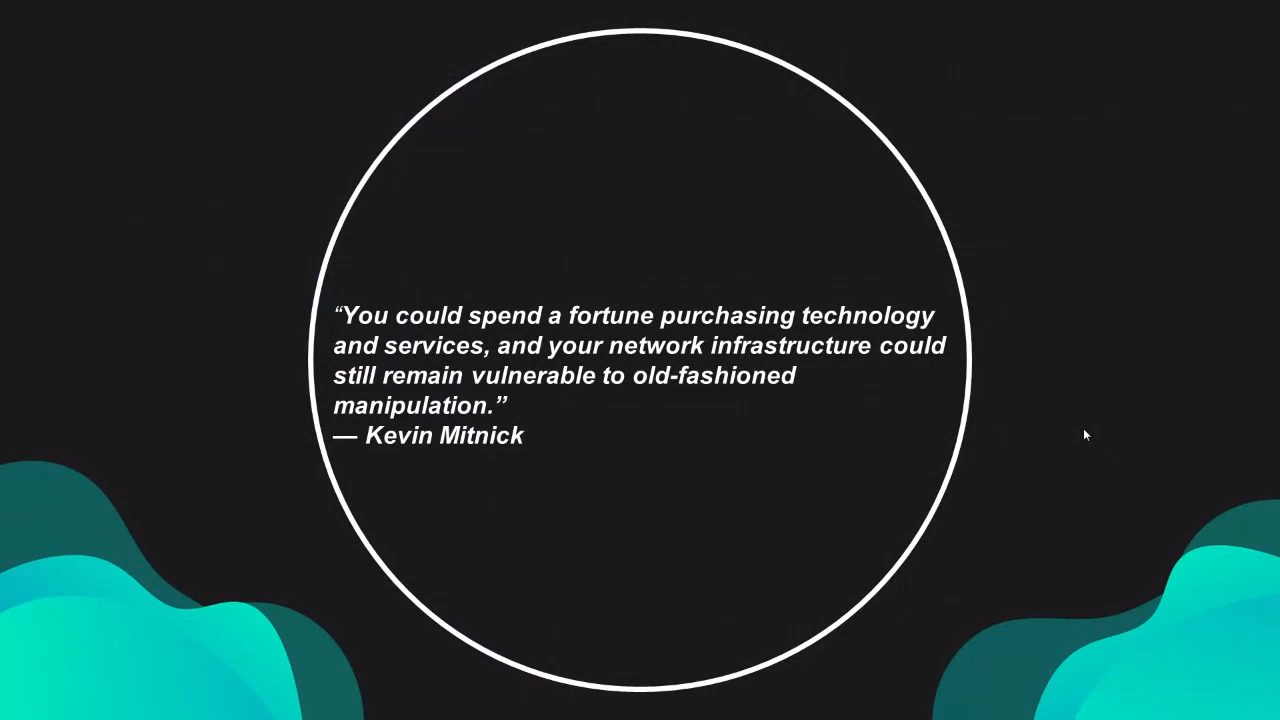 “You could spend a fortune purchasing technology
and services, and your network infrastructure could
still remain vulnerable to old-fashioned
manipulation.”
— Kevin Mitnick